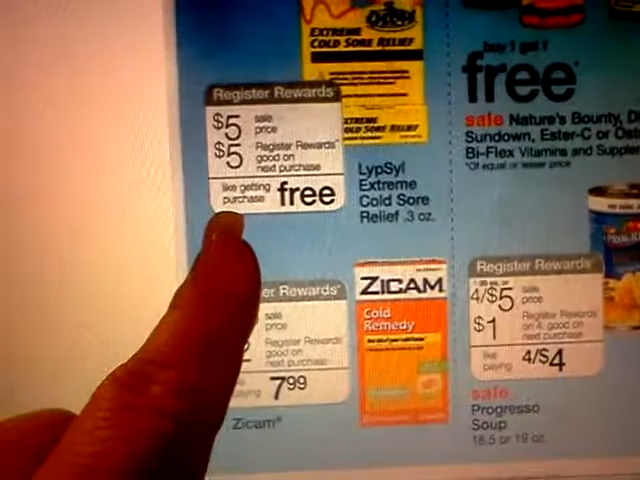 EXTREME
COLD SORE RELIEF
Register Rewards
$5 sale price
$5 Register Rewards good on next purchase
like getting purchase free
EXTREME
COLD SORE RELIEF
LypSyl
Extreme
Cold Sore
Relief .3 oz.
buy 1 get 1
free*
sale Nature's Bounty,
Sundown, Ester-C or
Bi-Flex Vitamins and
*Of equal or lesser price
Rewards
sale price
Register Rewards good on next purchase
paying 7.99
Zicam®
ZICAM
Cold
Remedy
Register Rewards
4/$5 sale price
$1 Register Rewards on 4, good on next purchase
like paying 4/$4
sale
Progresso
Soup
18.5 or 19 oz.